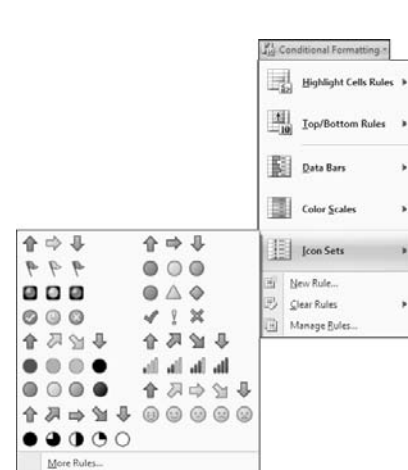 Conditional Formatting
Highlight Cells Rules
Top/Bottom Rules
10
Data Bars
Color Scales
Icon Sets
New Rule...
Clear Rules
Manage Rules...
More Rules...